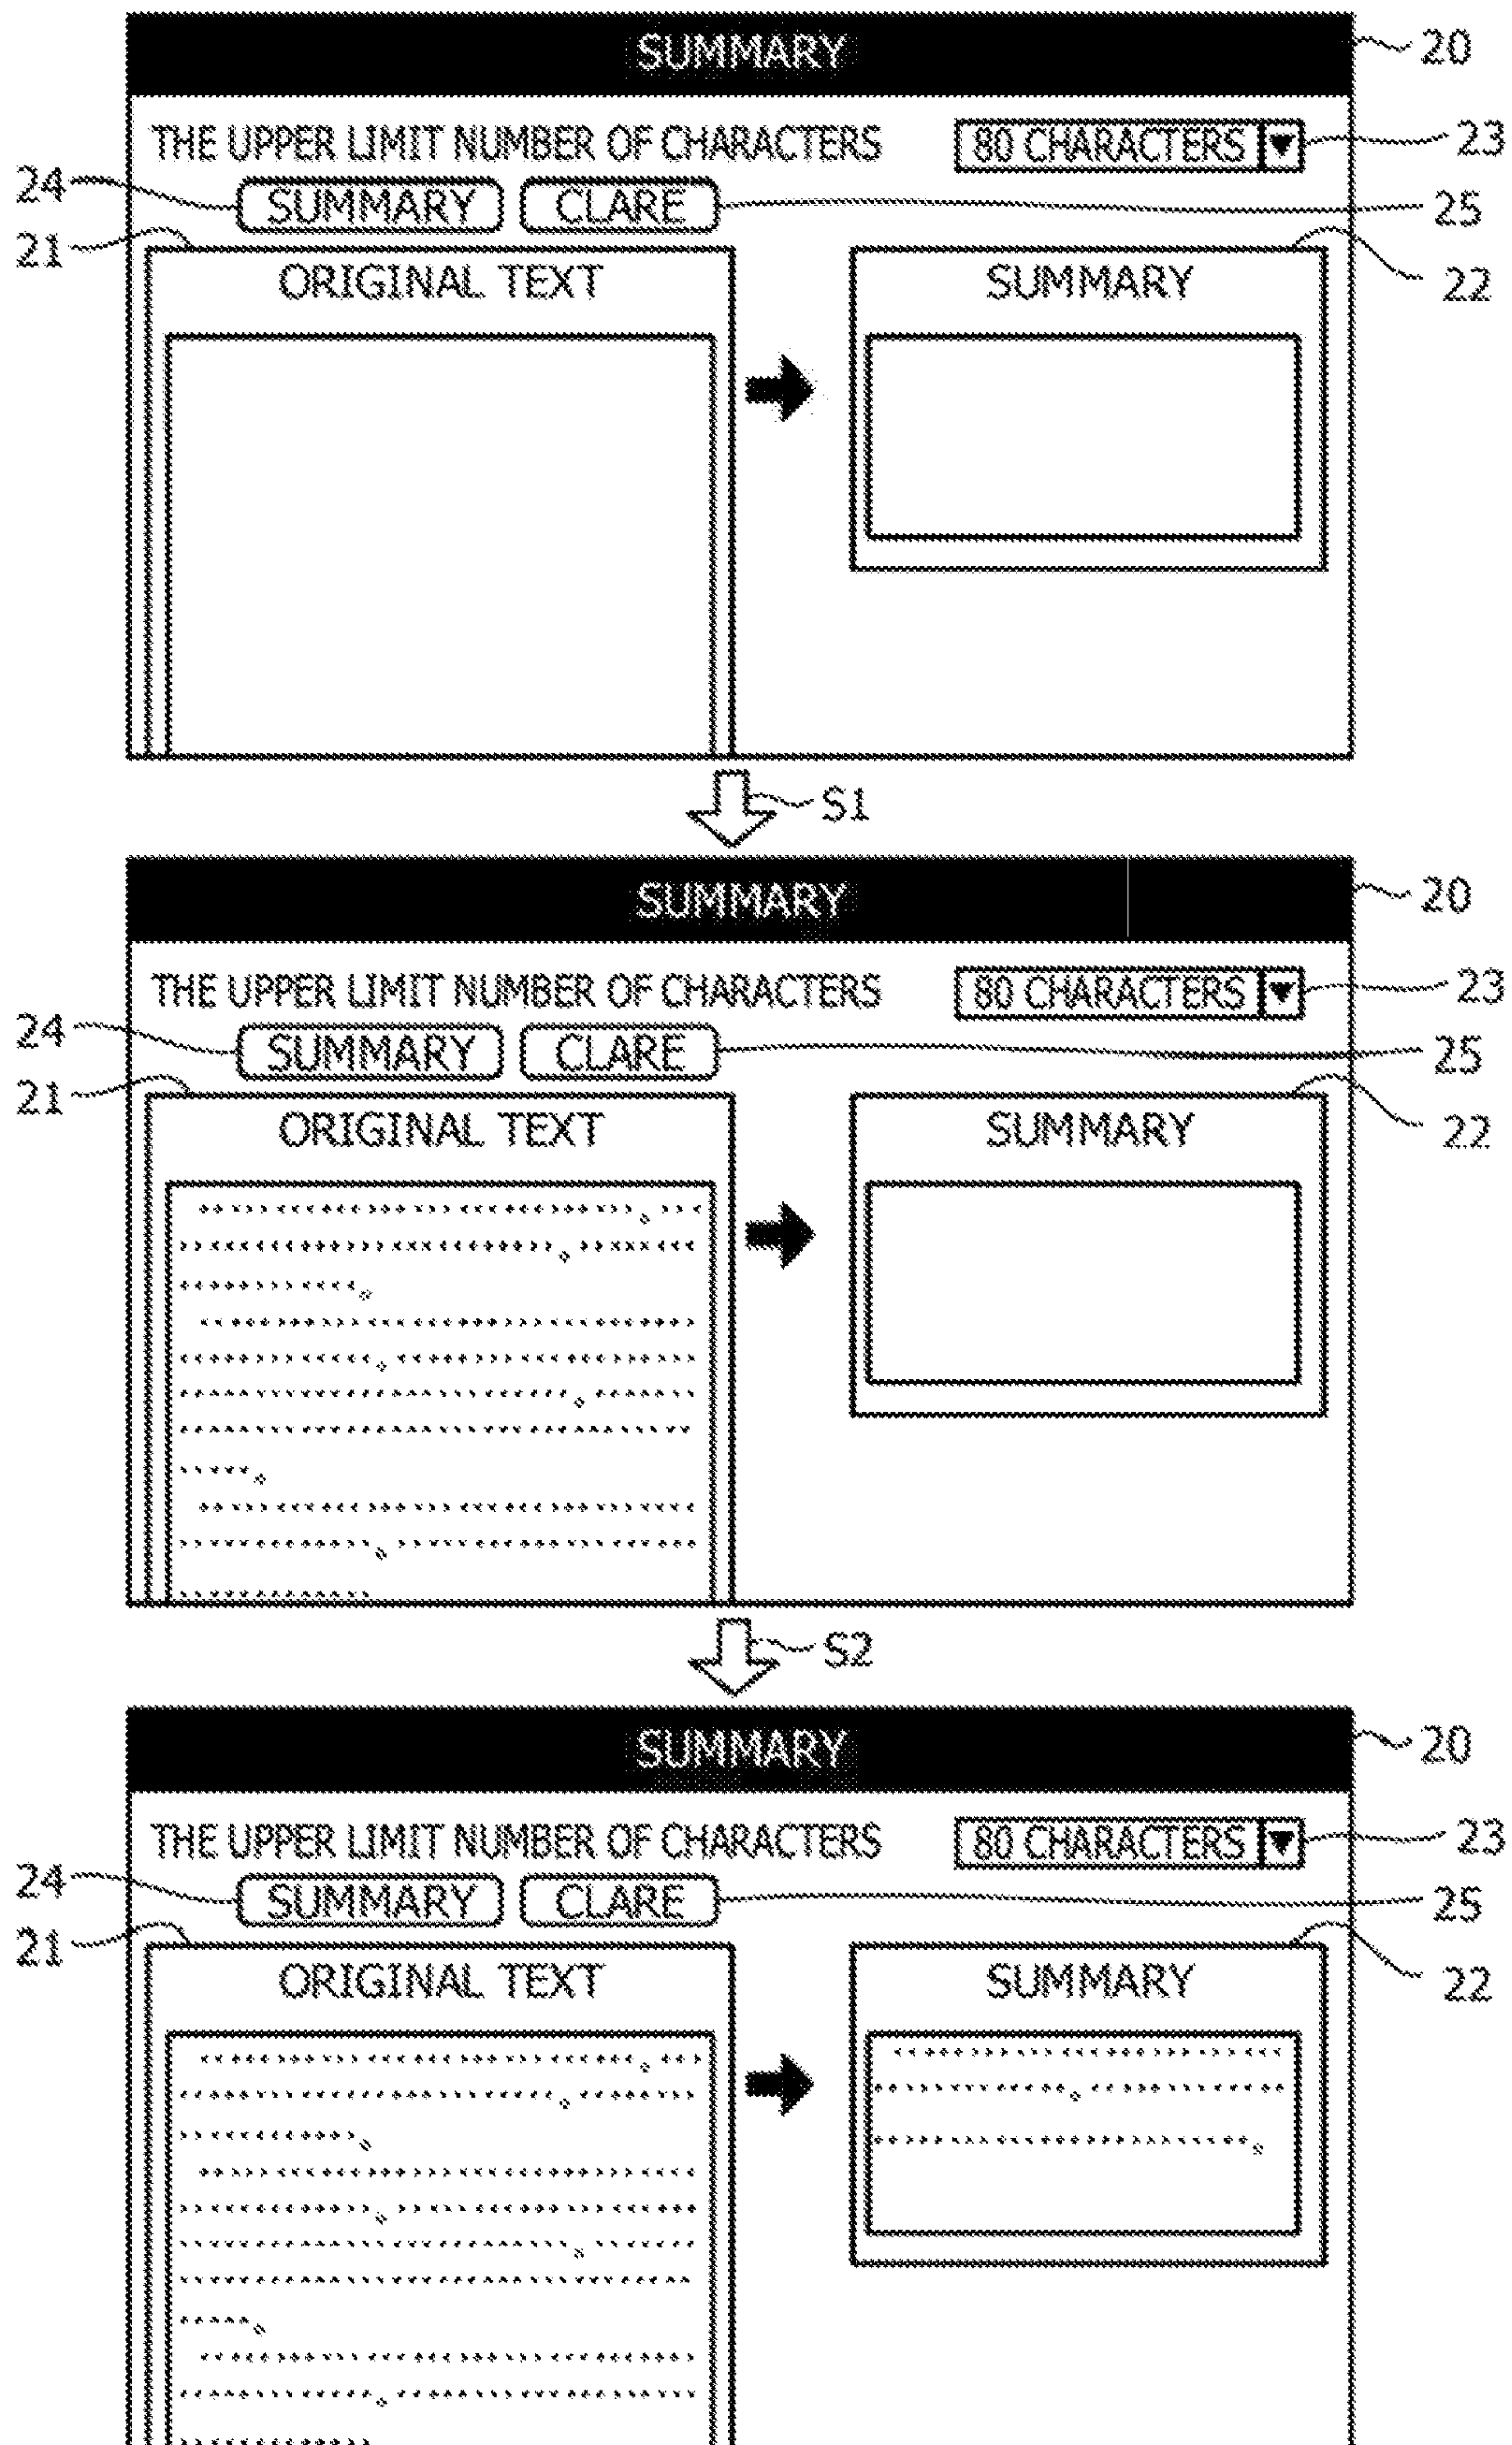 SUMMARY
20
THE UPPER LIMIT NUMBER OF CHARACTERS 80 CHARACTERS 23
24 SUMMARY CLARE 25
21 ORIGINAL TEXT SUMMARY 22
S1
SUMMARY
20
THE UPPER LIMIT NUMBER OF CHARACTERS 80 CHARACTERS 23
24 SUMMARY CLARE 25
21 ORIGINAL TEXT SUMMARY 22
S2
SUMMARY
20
THE UPPER LIMIT NUMBER OF CHARACTERS 80 CHARACTERS 23
24 SUMMARY CLARE 25
21 ORIGINAL TEXT SUMMARY 22